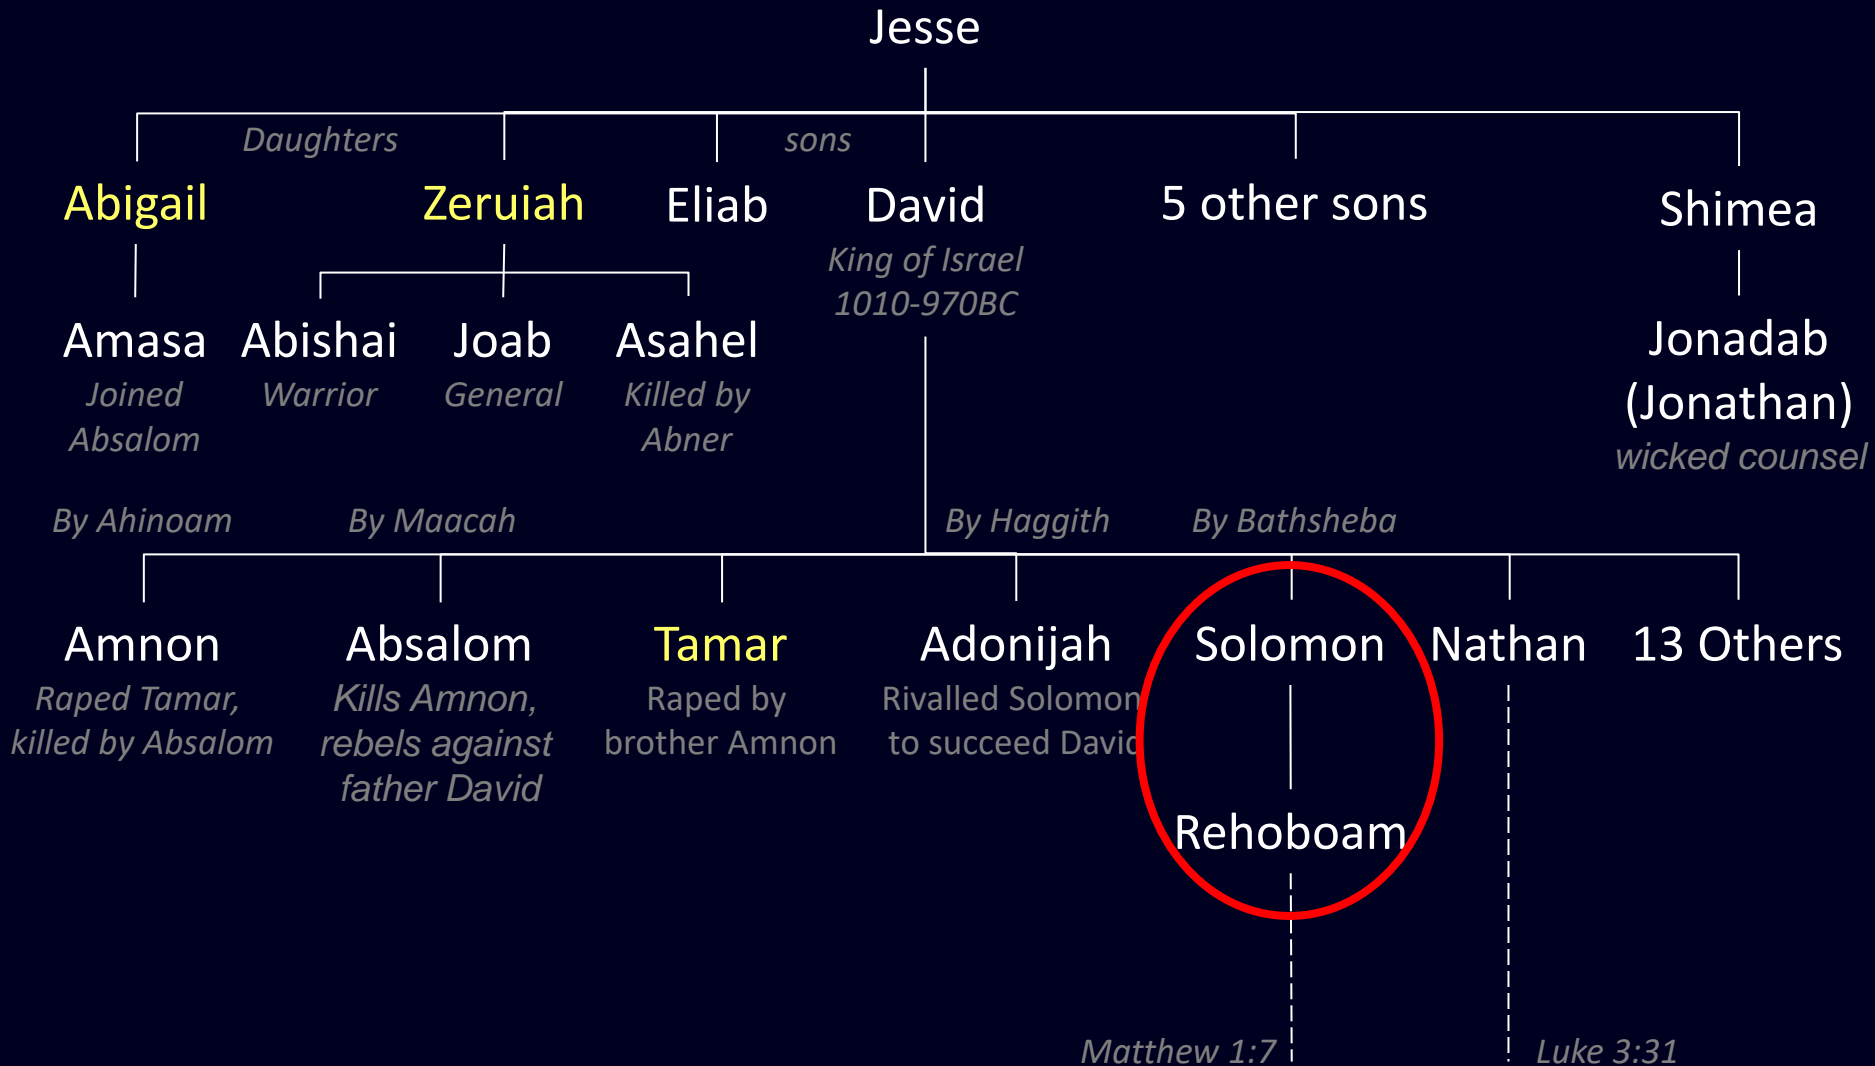 Jesse
Daughters sons
Abigail Zeruiah Eliab David 5 other sons Shimea
King of Israel
1010-970BC
Amasa Abishai Joab Asahel Jonadab
(Jonathan)
Joined Warrior General Killed by
Absalom Abner
wicked counsel
By Ahinoam By Maacah By Haggith By Bathsheba
Amnon Absalom Tamar Adonijah Solomon Nathan 13 Others
Raped Tamar, Kills Amnon, Raped by Rivalled Solomon
killed by Absalom rebels against brother Amnon to succeed David
father David
Rehoboam
Matthew 1:7 Luke 3:31